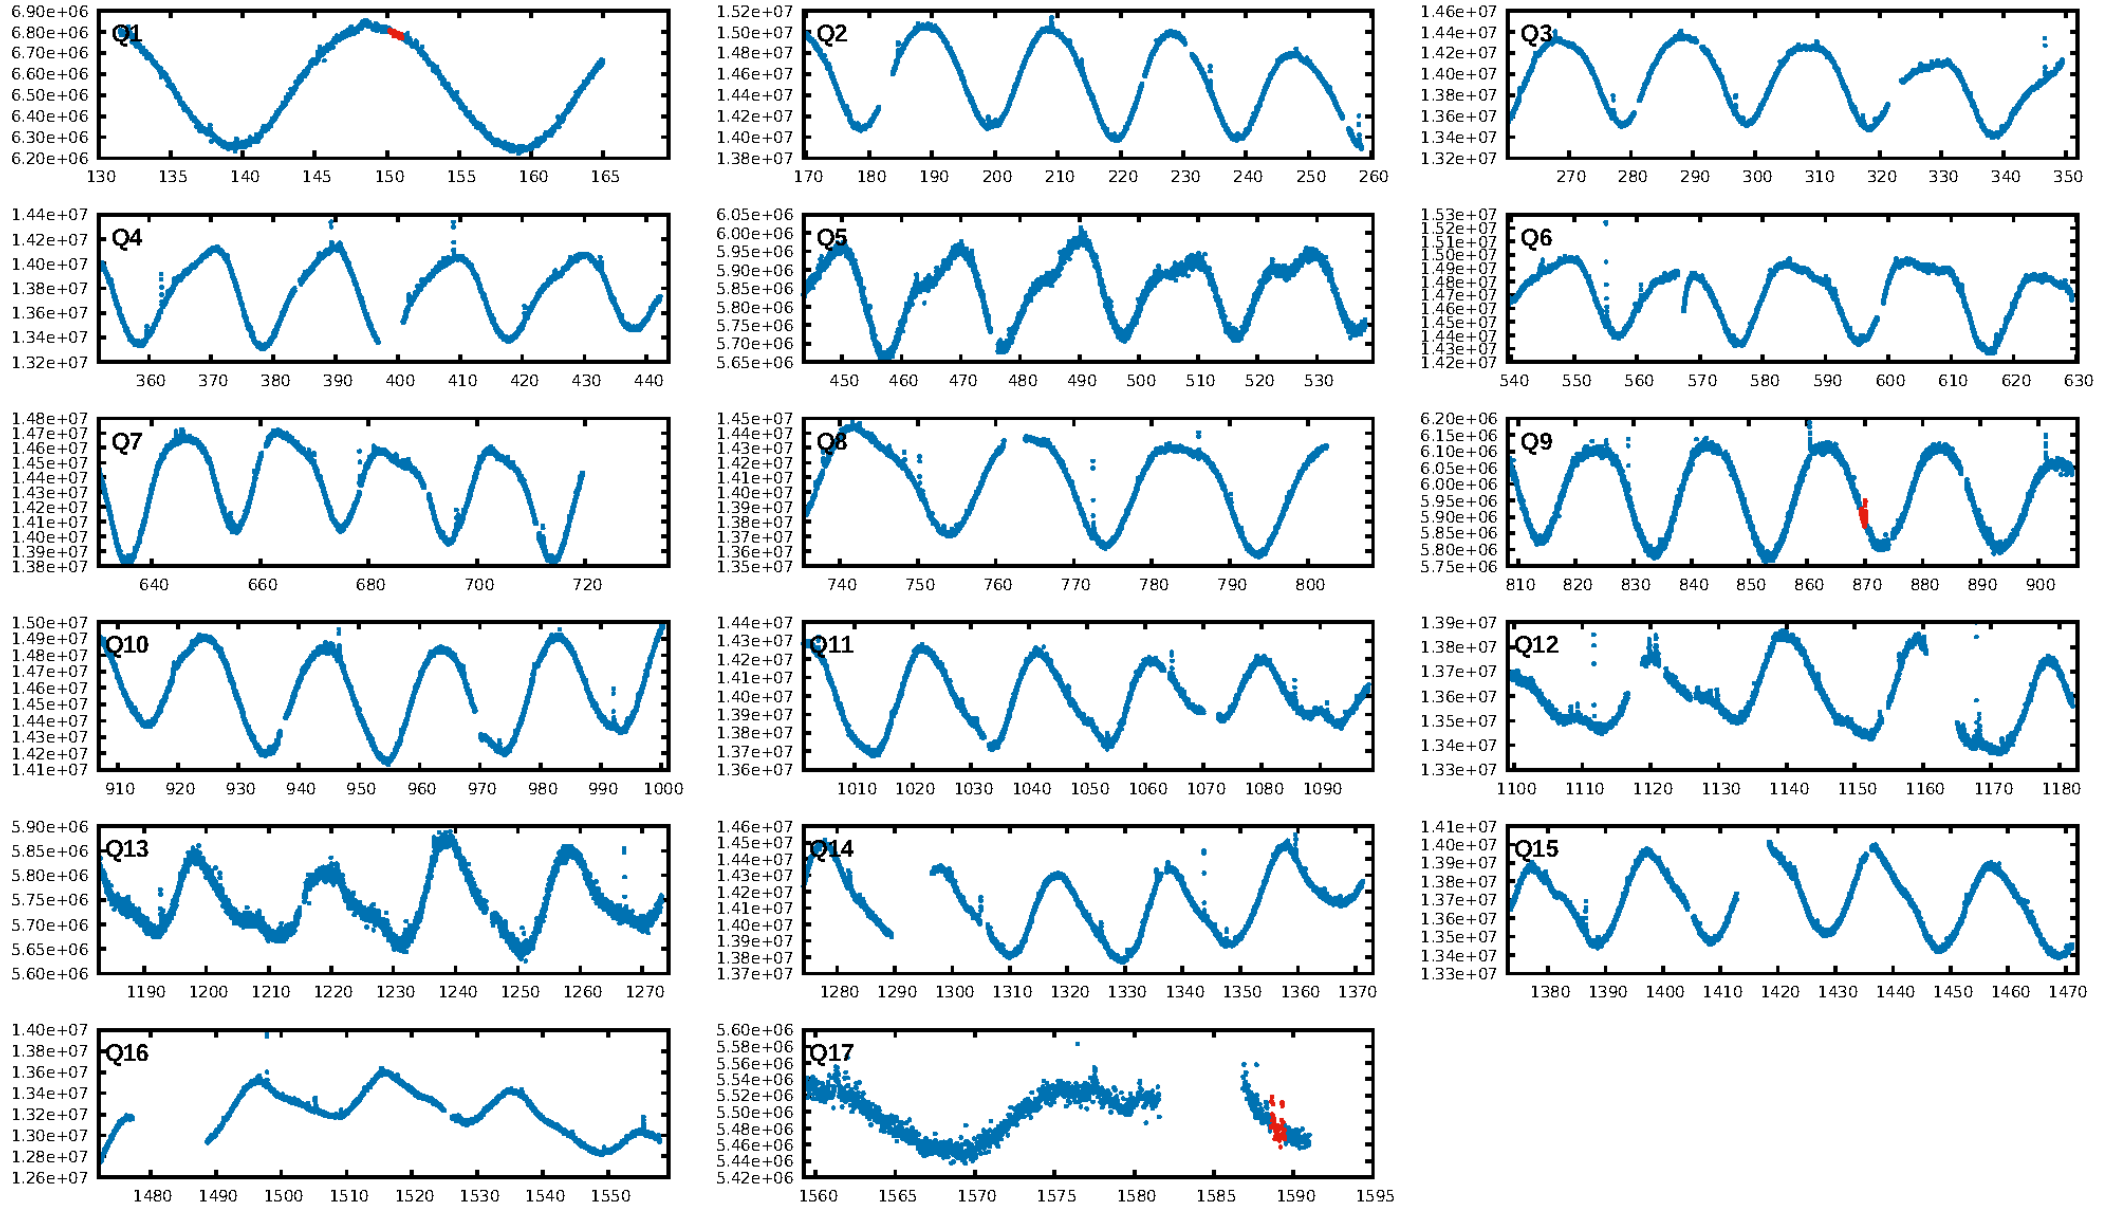 Q1
6.90e+06
6.80e+06
6.70e+06
6.60e+06
6.50e+06
6.40e+06
6.30e+06
6.20e+06
130 135 140 145 150 155 160 165
Q2
1.52e+07
1.50e+07
1.48e+07
1.46e+07
1.44e+07
1.42e+07
1.40e+07
1.38e+07
170 180 190 200 210 220 230 240 250 260
Q3
1.46e+07
1.44e+07
1.42e+07
1.40e+07
1.38e+07
1.36e+07
1.34e+07
1.32e+07
270 280 290 300 310 320 330 340 350
Q4
1.44e+07
1.42e+07
1.40e+07
1.38e+07
1.36e+07
1.34e+07
1.32e+07
360 370 380 390 400 410 420 430 440
Q5
6.05e+06
6.00e+06
5.95e+06
5.90e+06
5.85e+06
5.80e+06
5.75e+06
5.70e+06
5.65e+06
450 460 470 480 490 500 510 520 530
Q6
1.53e+07
1.52e+07
1.51e+07
1.50e+07
1.49e+07
1.48e+07
1.47e+07
1.46e+07
1.45e+07
1.44e+07
1.43e+07
1.42e+07
540 550 560 570 580 590 600 610 620 630
Q7
1.48e+07
1.47e+07
1.46e+07
1.45e+07
1.44e+07
1.43e+07
1.42e+07
1.41e+07
1.40e+07
1.39e+07
1.38e+07
640 660 680 700 720
Q8
1.45e+07
1.44e+07
1.43e+07
1.42e+07
1.41e+07
1.40e+07
1.39e+07
1.38e+07
1.37e+07
1.36e+07
1.35e+07
740 750 760 770 780 790 800
Q9
6.20e+06
6.15e+06
6.10e+06
6.05e+06
6.00e+06
5.95e+06
5.90e+06
5.85e+06
5.80e+06
5.75e+06
810 820 830 840 850 860 870 880 890 900
Q10
1.50e+07
1.49e+07
1.48e+07
1.47e+07
1.46e+07
1.45e+07
1.44e+07
1.43e+07
1.42e+07
1.41e+07
910 920 930 940 950 960 970 980 990 1000
Q11
1.44e+07
1.43e+07
1.42e+07
1.41e+07
1.40e+07
1.39e+07
1.38e+07
1.37e+07
1.36e+07
1010 1020 1030 1040 1050 1060 1070 1080 1090
Q12
1.39e+07
1.38e+07
1.37e+07
1.36e+07
1.35e+07
1.34e+07
1.33e+07
1100 1110 1120 1130 1140 1150 1160 1170 1180
Q13
5.90e+06
5.85e+06
5.80e+06
5.75e+06
5.70e+06
5.65e+06
5.60e+06
1190 1200 1210 1220 1230 1240 1250 1260 1270
Q14
1.46e+07
1.45e+07
1.44e+07
1.43e+07
1.42e+07
1.41e+07
1.40e+07
1.39e+07
1.38e+07
1.37e+07
1280 1290 1300 1310 1320 1330 1340 1350 1360 1370
Q15
1.41e+07
1.40e+07
1.39e+07
1.38e+07
1.37e+07
1.36e+07
1.35e+07
1.34e+07
1.33e+07
1380 1390 1400 1410 1420 1430 1440 1450 1460 1470
Q16
1.40e+07
1.38e+07
1.36e+07
1.34e+07
1.32e+07
1.30e+07
1.28e+07
1.26e+07
1480 1490 1500 1510 1520 1530 1540 1550
Q17
5.60e+06
5.58e+06
5.56e+06
5.54e+06
5.52e+06
5.50e+06
5.48e+06
5.46e+06
5.44e+06
5.42e+06
1560 1565 1570 1575 1580 1585 1590 1595